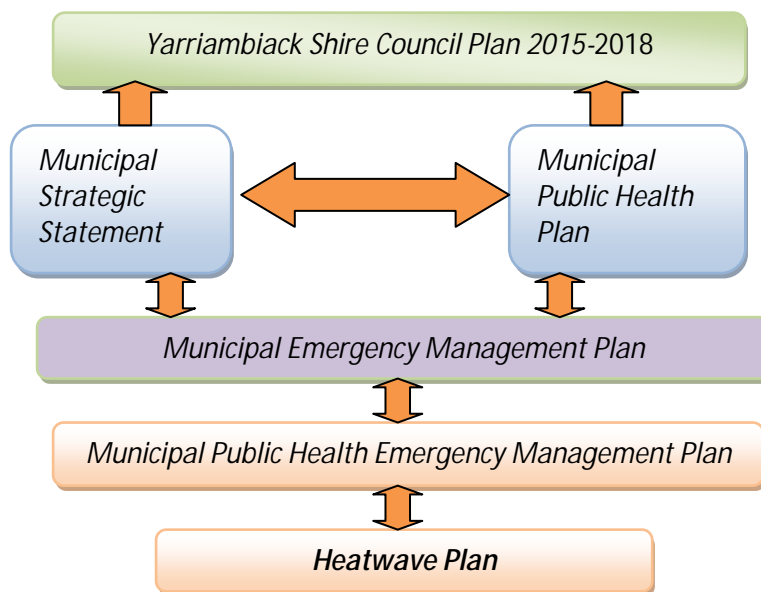 Yarriambiack Shire Council Plan 2015-2018
Municipal
Strategic
Statement
Municipal
Public Health
Plan
Municipal Emergency Management Plan
Municipal Public Health Emergency Management Plan
Heatwave Plan